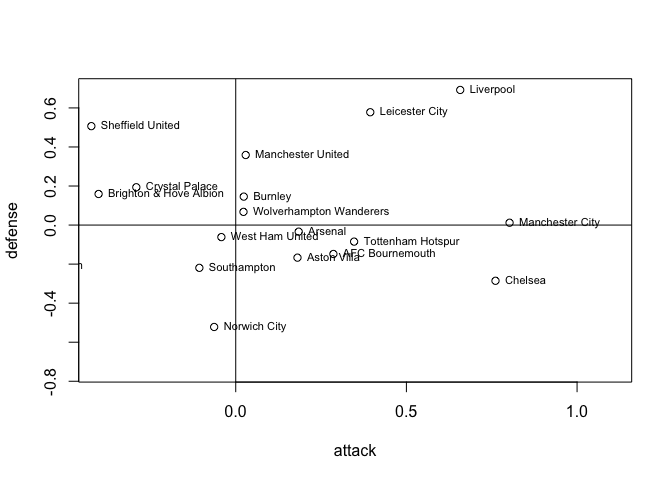 Liverpool
Leicester City
Sheffield United
Manchester United
Crystal Palace
Brighton & Hove Albion
Burnley
Wolverhampton Wanderers
Manchester City
Arsenal
West Ham United
Tottenham Hotspur
AFC Bournemouth
Aston Villa
Southampton
n
Chelsea
Norwich City
0.6
0.4
0.2
0.0
-0.4
-0.8
defense
0.0 0.5 1.0
attack